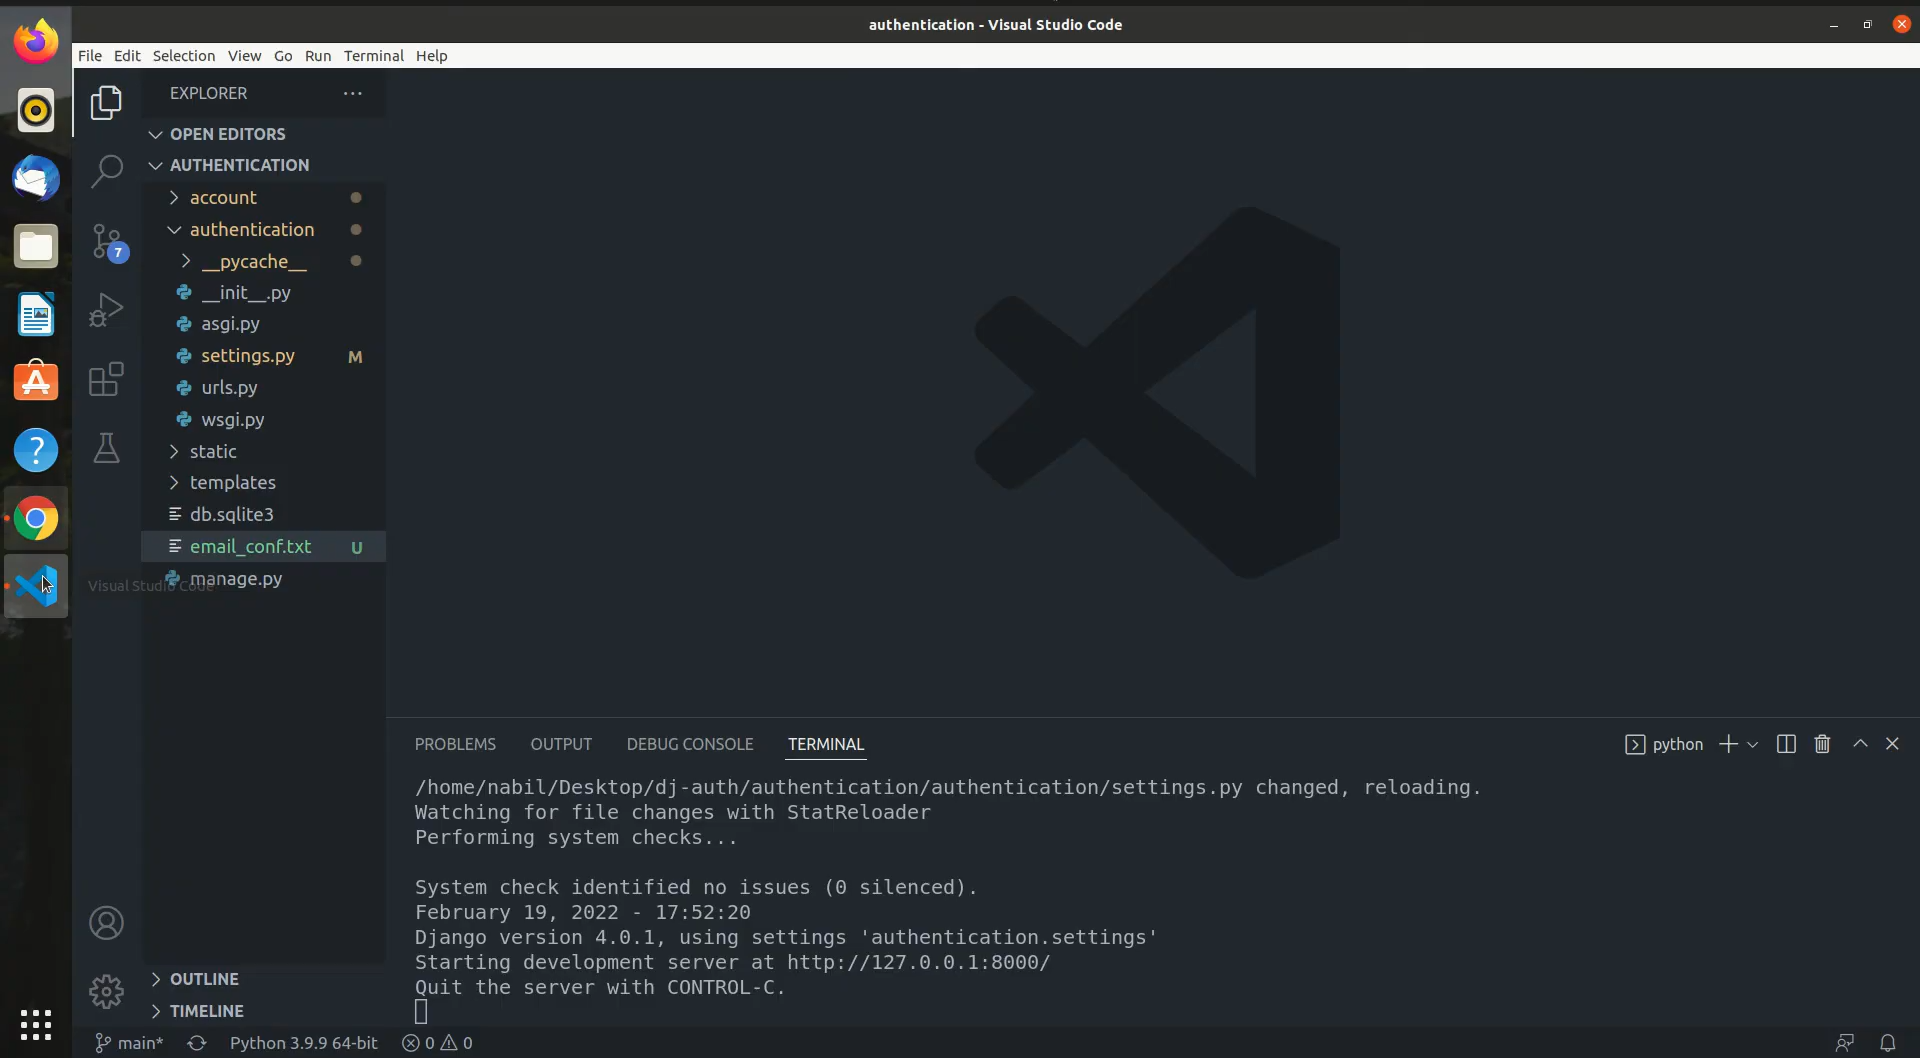 authentication - Visual Studio Code
File Edit Selection View Go Run Terminal Help
EXPLORER
OPEN EDITORS
AUTHENTICATION
account
authentication
__pycache__
__init__.py
asgi.py
settings.py M
urls.py
wsgi.py
static
templates
db.sqlite3
email_conf.txt U
manage.py
Visual Studio Code
7
OUTLINE
TIMELINE
PROBLEMS OUTPUT DEBUG CONSOLE TERMINAL
python
/home/nabil/Desktop/dj-auth/authentication/authentication/settings.py changed, reloading.
Watching for file changes with StatReloader
Performing system checks...
System check identified no issues (0 silenced).
February 19, 2022 - 17:52:20
Django version 4.0.1, using settings 'authentication.settings'
Starting development server at http://127.0.0.1:8000/
Quit the server with CONTROL-C.
main* Python 3.9.9 64-bit 0 0